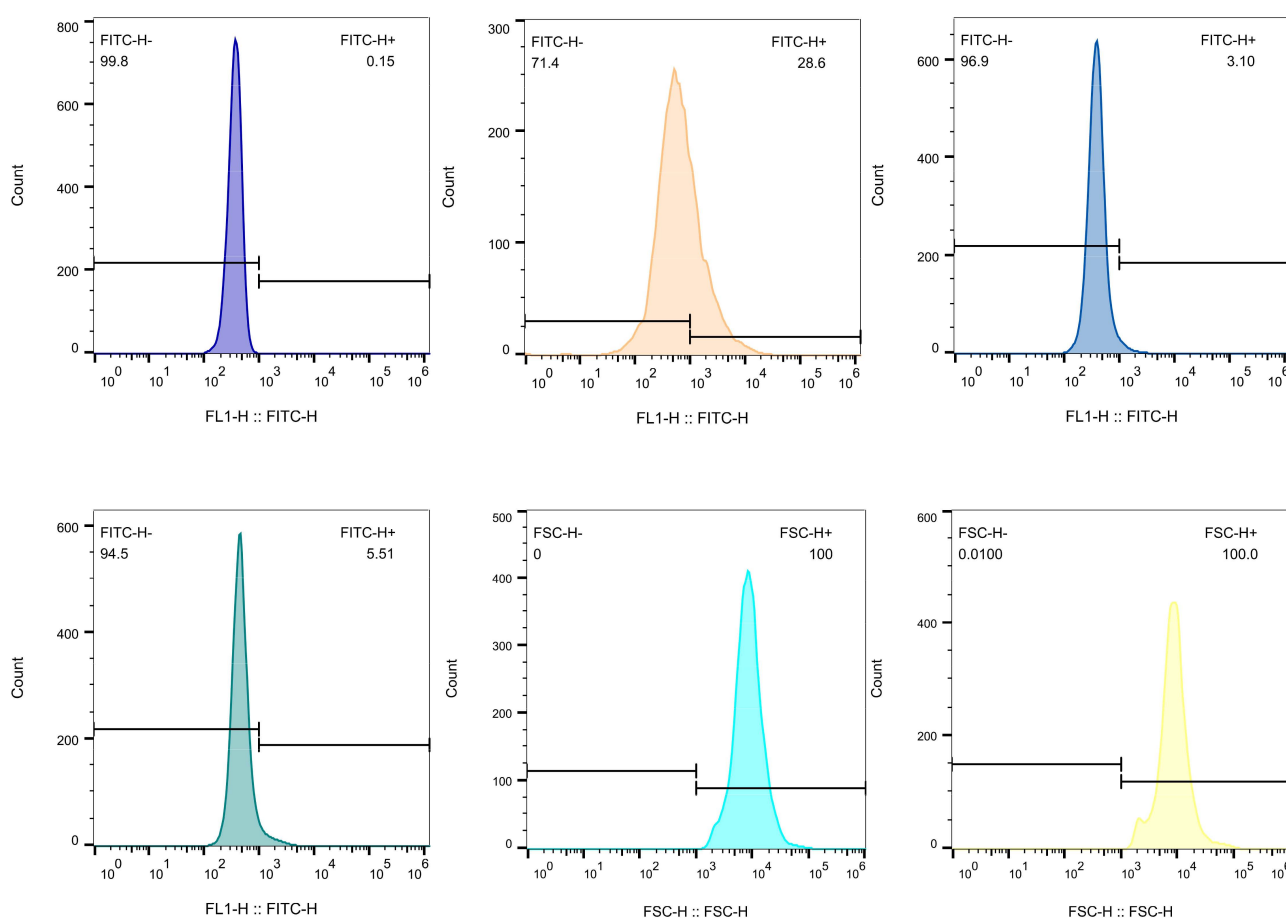 FITC-H-
99.8
FITC-H+
0.15
800
600
400
200
0
Count
10^0 10^1 10^2 10^3 10^4 10^5 10^6
FL1-H :: FITC-H
FITC-H-
71.4
FITC-H+
28.6
300
200
100
0
Count
10^0 10^1 10^2 10^3 10^4 10^5 10^6
FL1-H :: FITC-H
FITC-H-
96.9
FITC-H+
3.10
600
400
200
0
Count
10^0 10^1 10^2 10^3 10^4 10^5 10^6
FL1-H :: FITC-H
FITC-H-
94.5
FITC-H+
5.51
600
400
200
0
Count
10^0 10^1 10^2 10^3 10^4 10^5 10^6
FL1-H :: FITC-H
FSC-H-
0
FSC-H+
100
500
400
300
200
100
0
Count
10^0 10^1 10^2 10^3 10^4 10^5 10^6
FSC-H :: FSC-H
FSC-H-
0.0100
FSC-H+
100.0
600
400
200
0
Count
10^0 10^1 10^2 10^3 10^4 10^5 10^6
FSC-H :: FSC-H